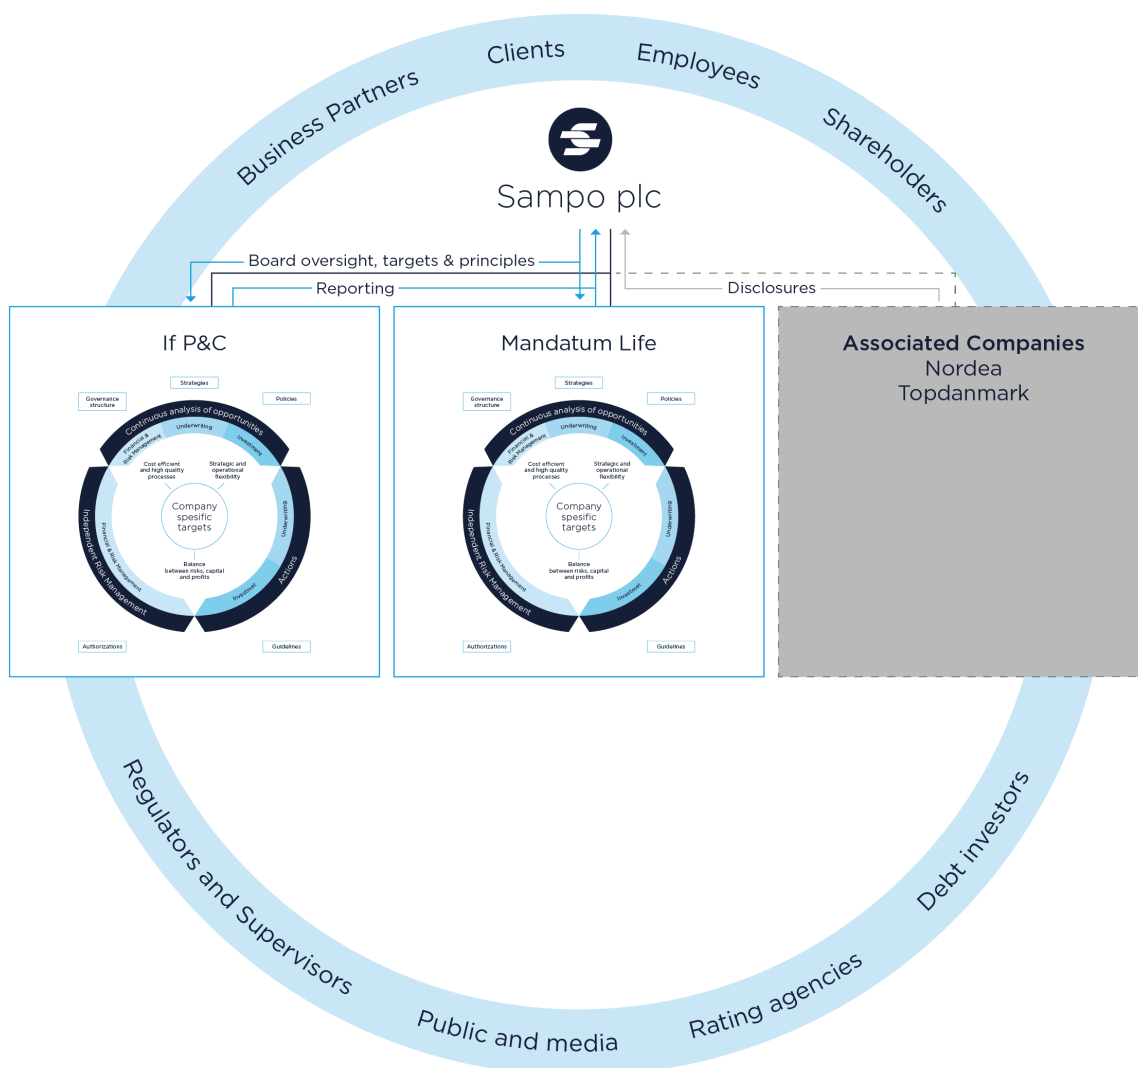 Business Partners
Clients
Employees
Shareholders
Sampo plc
Board oversight, targets & principles
Reporting
Disclosures
If P&C
Strategies
Governance
structure
Policies
Continuous analysis of opportunities
Financial &
Risk Management
Underwriting
Investment
Cost efficient
and high quality
processes
Strategic and
operational
flexibility
Company
spesific
targets
Balance
between risks, capital
and profits
Independent Risk Management
Financial & Risk Management
Underwriting
Investmet
Actions
Authorizations
Guidelines
Mandatum Life
Strategies
Governance
structure
Policies
Continuous analysis of opportunities
Financial &
Risk Management
Underwriting
Investment
Cost efficient
and high quality
processes
Strategic and
operational
flexibility
Company
spesific
targets
Balance
between risks, capital
and profits
Independent Risk Management
Financial & Risk Management
Underwriting
Investmet
Actions
Authorizations
Guidelines
Associated Companies
Nordea
Topdanmark
Regulators and Supervisors
Public and media
Rating agencies
Debt investors